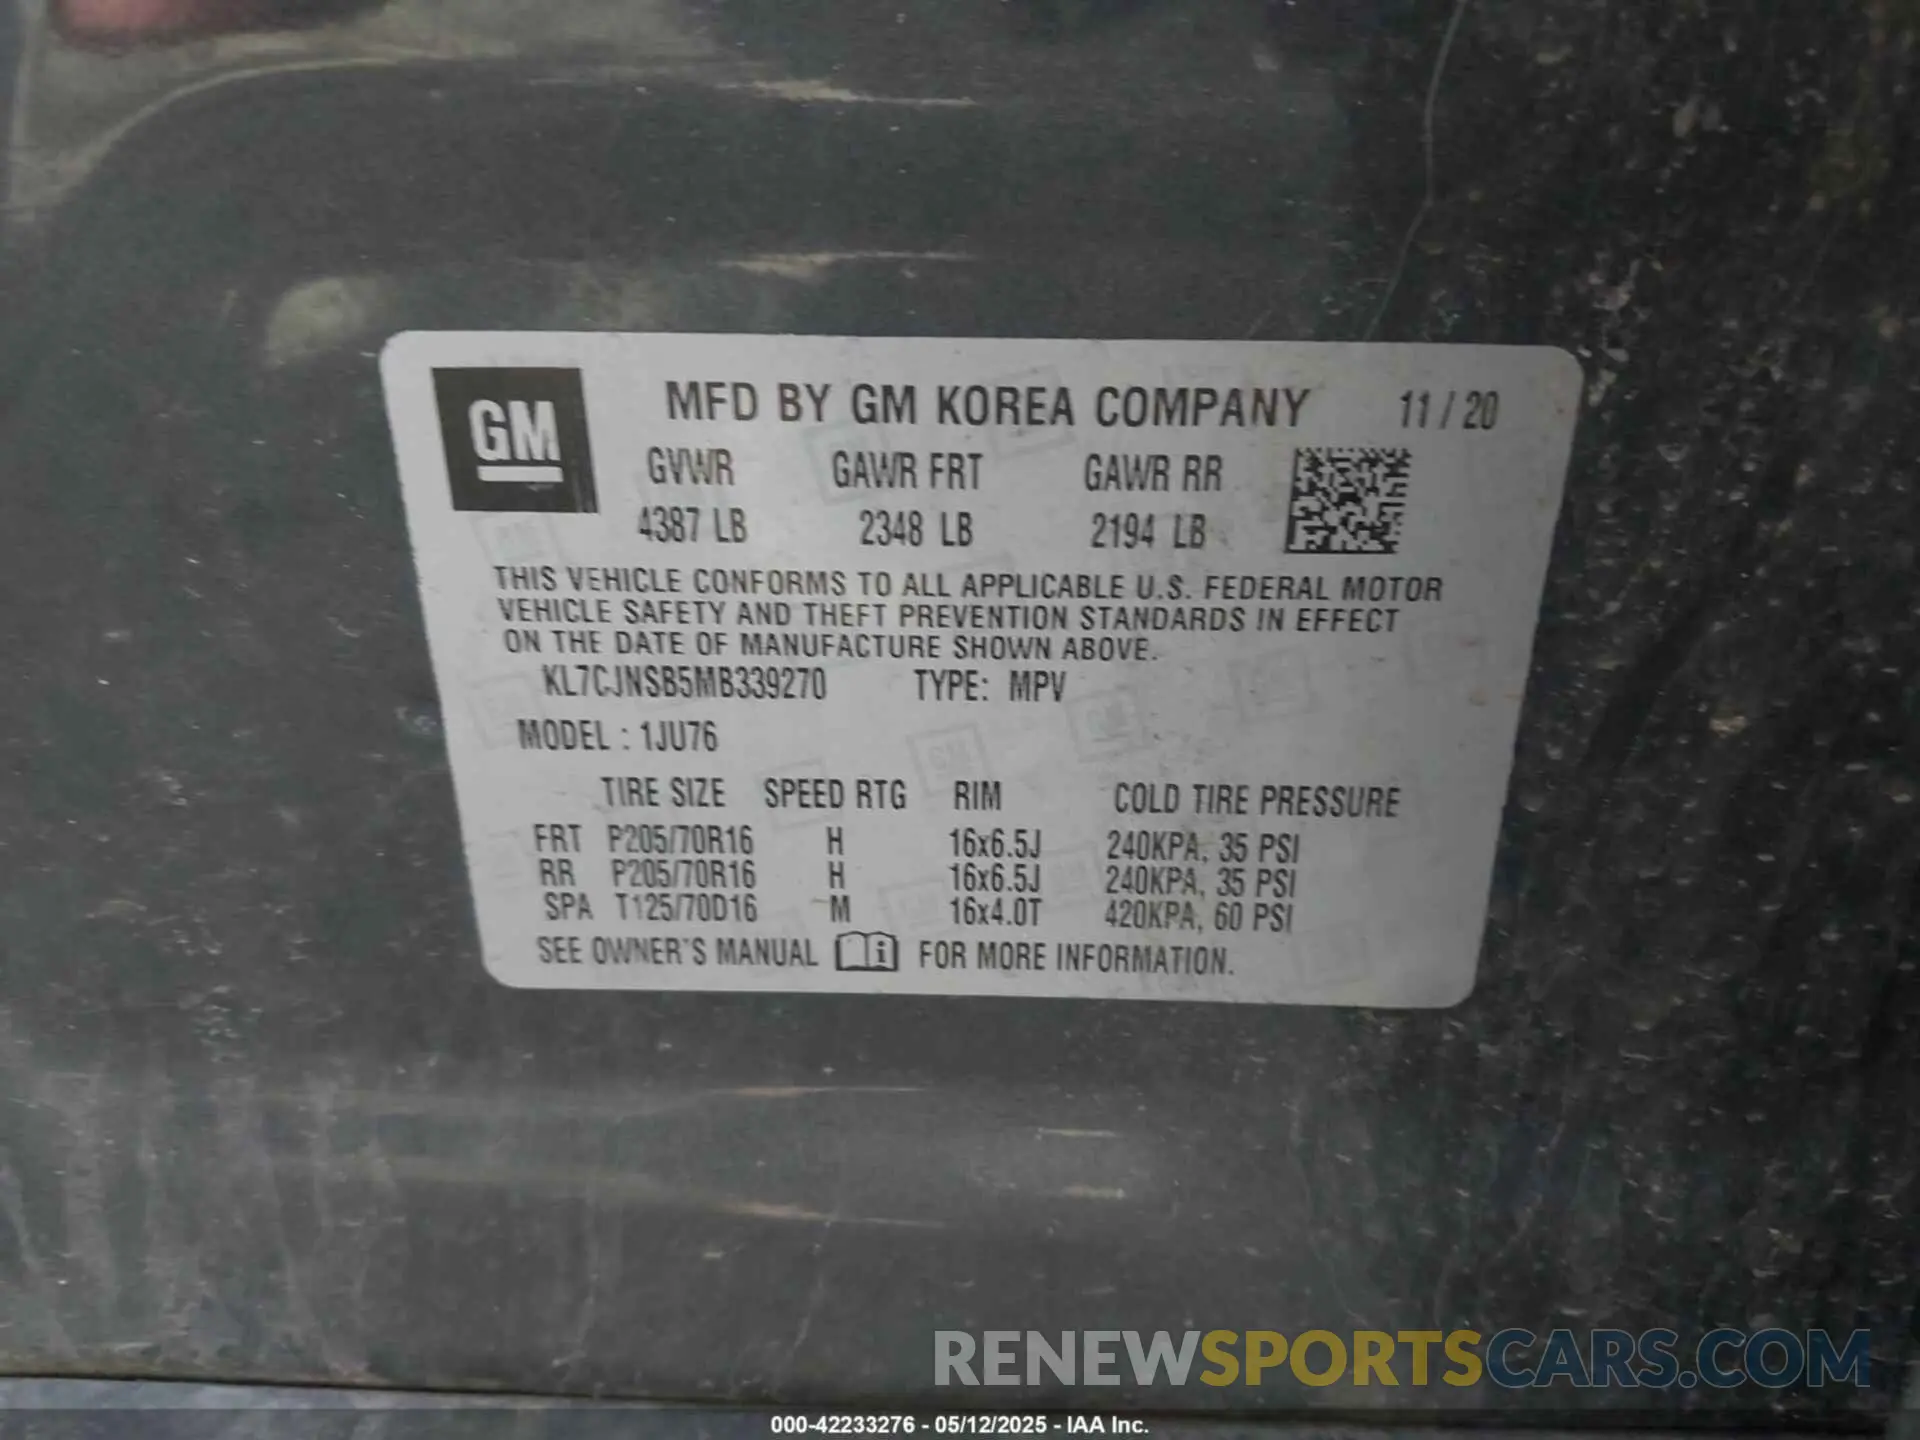 GM
MFD BY GM KOREA COMPANY 11/20
GVWR GAWR FRT GAWR RR
4387 LB 2348 LB 2194 LB
THIS VEHICLE CONFORMS TO ALL APPLICABLE U.S. FEDERAL MOTOR
VEHICLE SAFETY AND THEFT PREVENTION STANDARDS IN EFFECT
ON THE DATE OF MANUFACTURE SHOWN ABOVE.
KL7CJNSB5MB339270 TYPE: MPV
MODEL : 1JU76
TIRE SIZE SPEED RTG RIM COLD TIRE PRESSURE
FRT P205/70R16 H 16x6.5J 240KPA, 35 PSI
RR P205/70R16 H 16x6.5J 240KPA, 35 PSI
SPA T125/70D16 M 16x4.0T 420KPA, 60 PSI
SEE OWNER'S MANUAL FOR MORE INFORMATION.
RENEWSPORTSCARS.COM
000-42233276 - 05/12/2025 - IAA Inc.